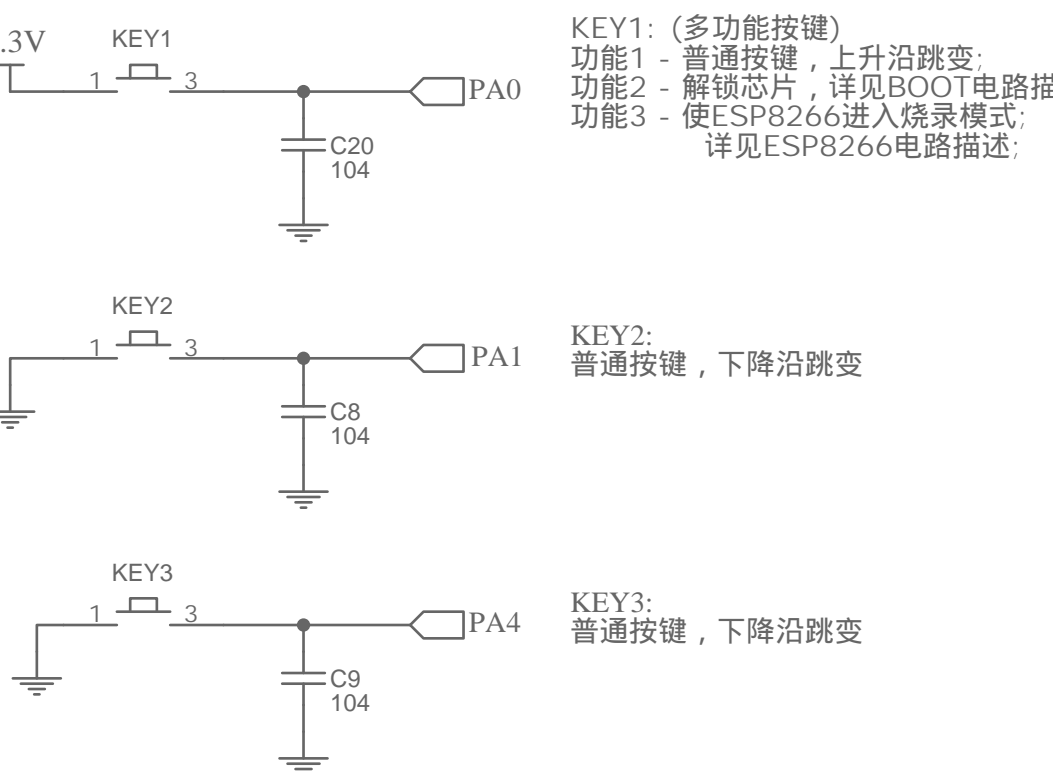 .3V
KEY1
1
3
PA0
C20
104
KEY1: (多功能按键)
功能1 - 普通按键，上升沿跳变;
功能2 - 解锁芯片，详见BOOT电路描
功能3 - 使ESP8266进入烧录模式;
详见ESP8266电路描述;
KEY2
1
3
PA1
C8
104
KEY2:
普通按键，下降沿跳变
KEY3
1
3
PA4
C9
104
KEY3:
普通按键，下降沿跳变